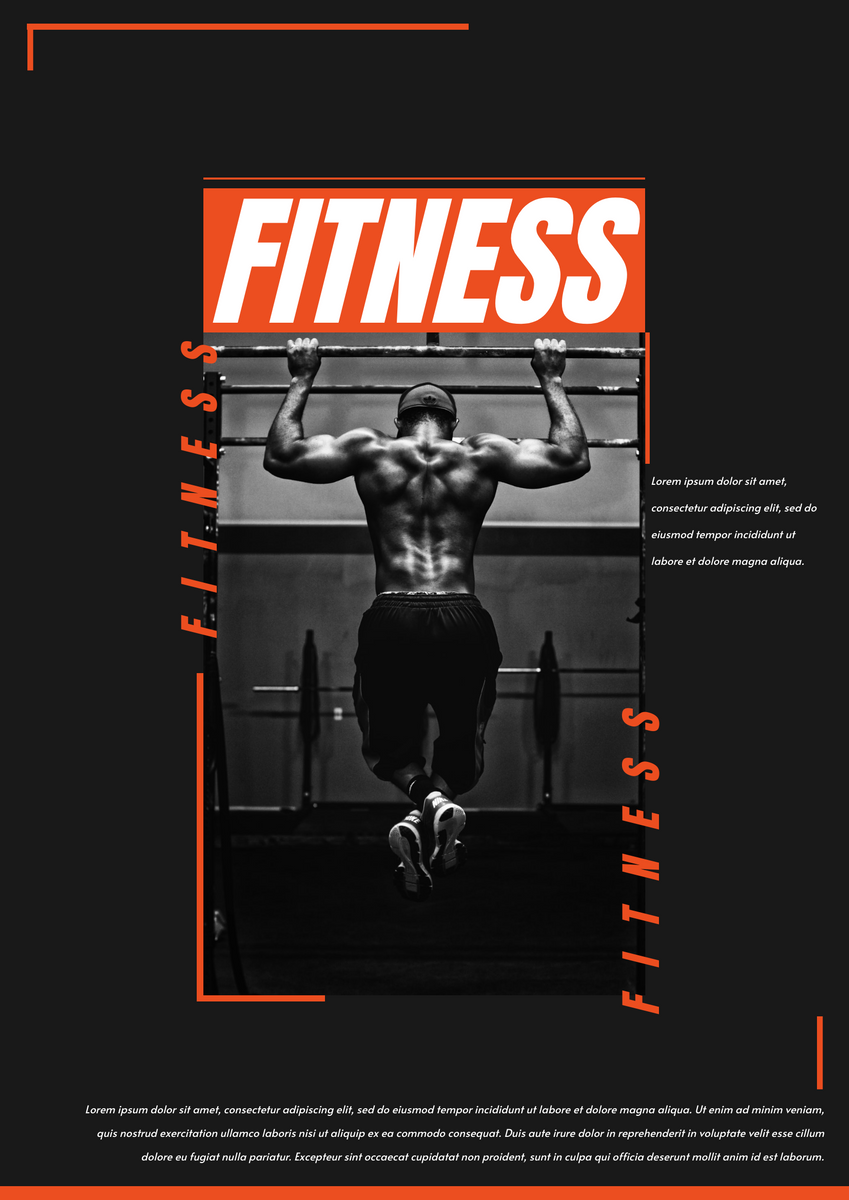 FITNESS
FITNESS
Lorem ipsum dolor sit amet,
consectetur adipiscing elit, sed do
eiusmod tempor incididunt ut
labore et dolore magna aliqua.
FITNESS
Lorem ipsum dolor sit amet, consectetur adipiscing elit, sed do eiusmod tempor incididunt ut labore et dolore magna aliqua. Ut enim ad minim veniam,
quis nostrud exercitation ullamco laboris nisi ut aliquip ex ea commodo consequat. Duis aute irure dolor in reprehenderit in voluptate velit esse cillum
dolore eu fugiat nulla pariatur. Excepteur sint occaecat cupidatat non proident, sunt in culpa qui officia deserunt mollit anim id est laborum.